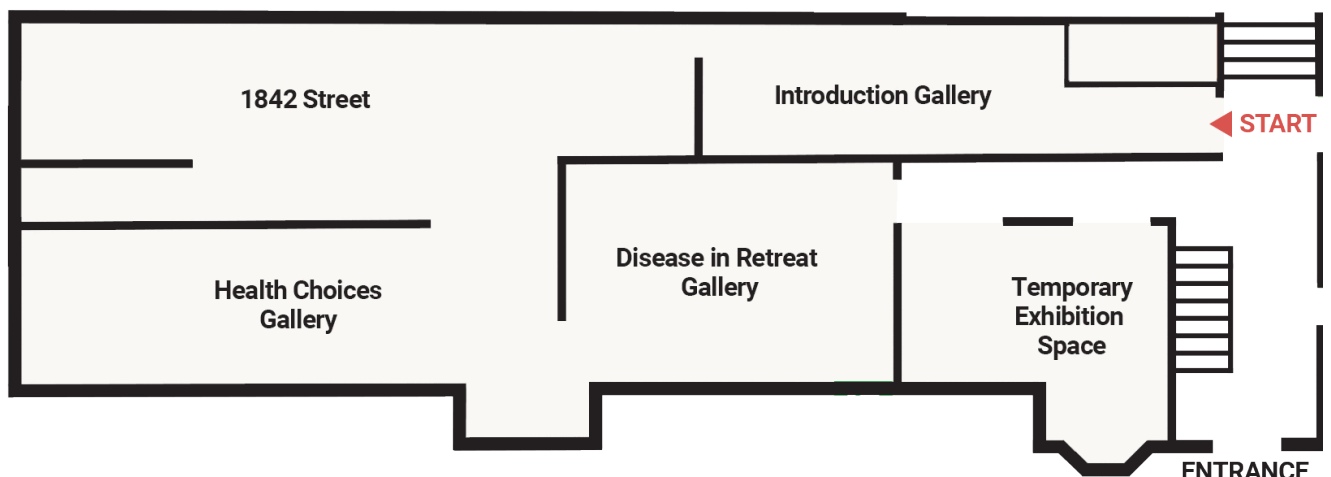 1842 Street
Introduction Gallery
START
Disease in Retreat
Gallery
Health Choices
Gallery
Temporary
Exhibition
Space
ENTRANCE